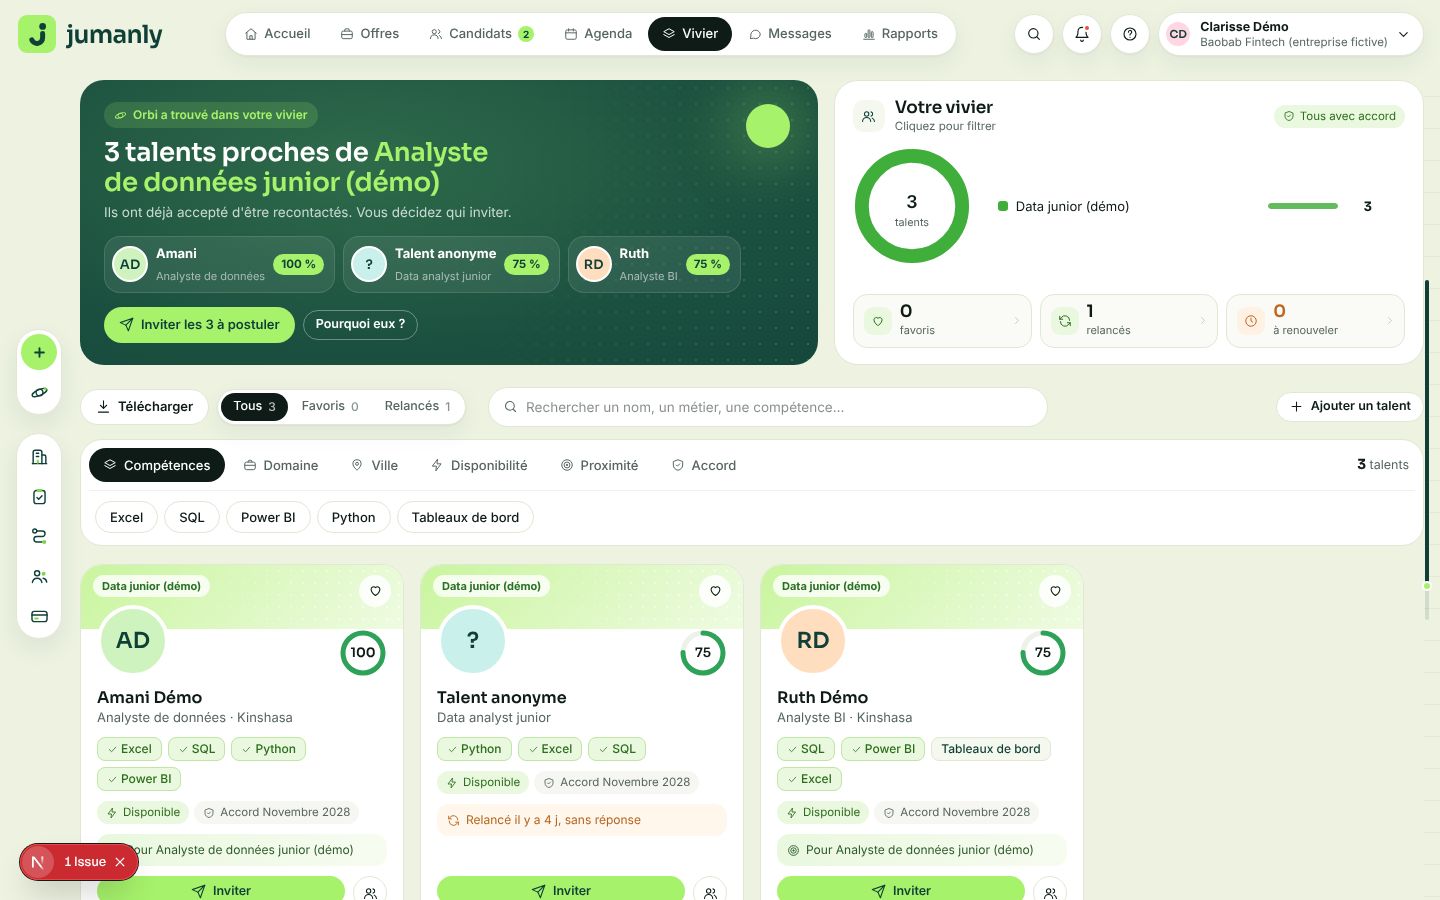 jumanly
Accueil
Offres
Candidats 2
Agenda
Vivier
Messages
Rapports
CD
Clarisse Démo
Baobab Fintech (entreprise fictive)
Orbi a trouvé dans votre vivier
3 talents proches de Analyste
de données junior (démo)
Ils ont déjà accepté d'être recontactés. Vous décidez qui inviter.
AD
Amani
Analyste de données
100 %
?
Talent anonyme
Data analyst junior
75 %
RD
Ruth
Analyste BI
75 %
Inviter les 3 à postuler
Pourquoi eux ?
Votre vivier
Cliquez pour filtrer
Tous avec accord
3
talents
Data junior (démo)
3
0
favoris
1
relancés
0
à renouveler
Télécharger
Tous 3
Favoris 0
Relancés 1
Rechercher un nom, un métier, une compétence...
Ajouter un talent
Compétences
Domaine
Ville
Disponibilité
Proximité
Accord
3 talents
Excel
SQL
Power BI
Python
Tableaux de bord
Data junior (démo)
AD
100
Amani Démo
Analyste de données · Kinshasa
Excel
SQL
Python
Power BI
Disponible
Accord Novembre 2028
Pour Analyste de données junior (démo)
Inviter
Data junior (démo)
?
75
Talent anonyme
Data analyst junior
Python
Excel
SQL
Disponible
Accord Novembre 2028
Relancé il y a 4 j, sans réponse
Inviter
Data junior (démo)
RD
75
Ruth Démo
Analyste BI · Kinshasa
SQL
Power BI
Tableaux de bord
Excel
Disponible
Accord Novembre 2028
Pour Analyste de données junior (démo)
Inviter
N
1 Issue